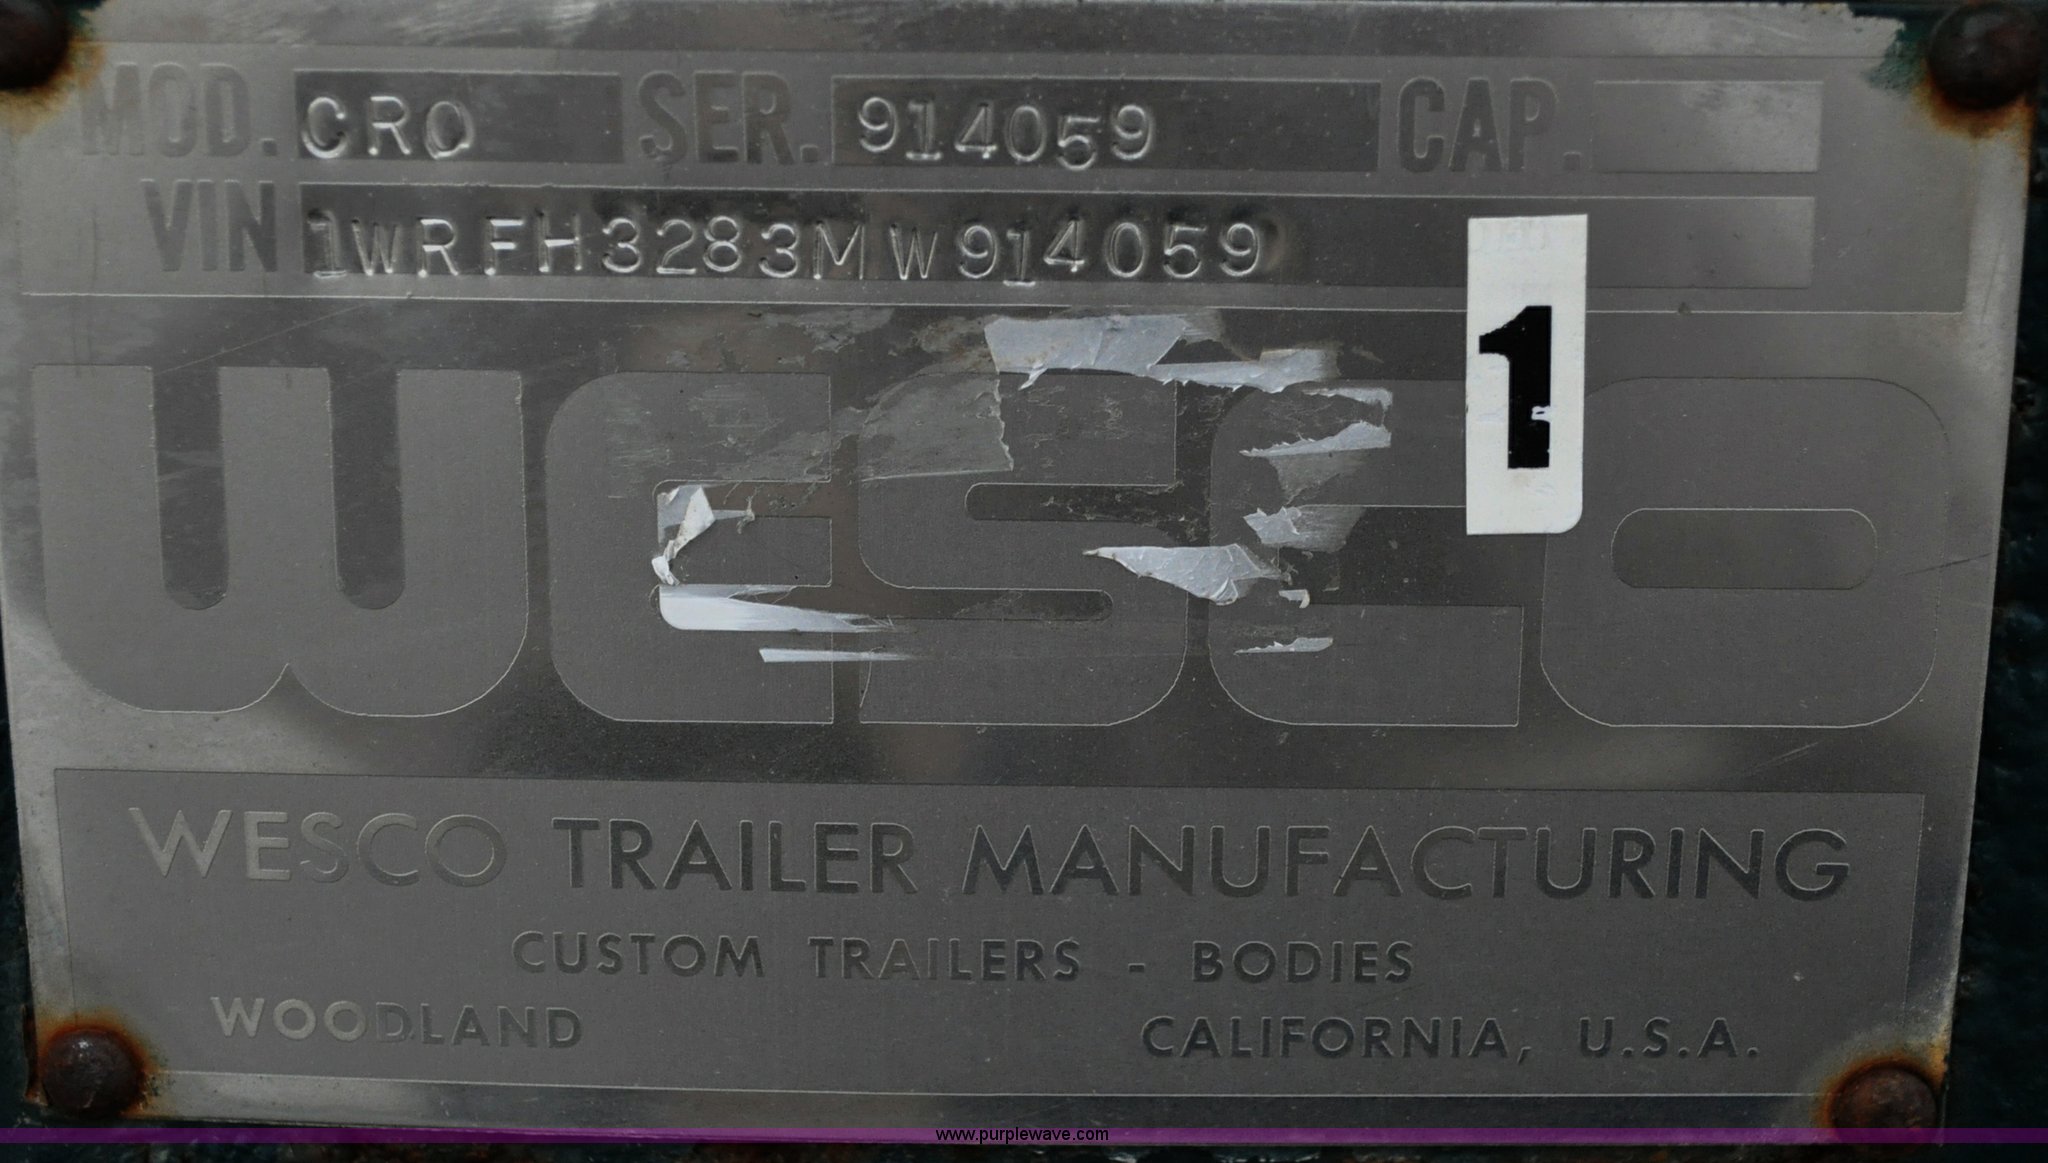 MOD. CRO SER. 914059 CAP.
VIN 1WRFH3283MW914059
1
wesco
WESCO TRAILER MANUFACTURING
CUSTOM TRAILERS - BODIES
WOODLAND CALIFORNIA, U.S.A.
www.purplewave.com